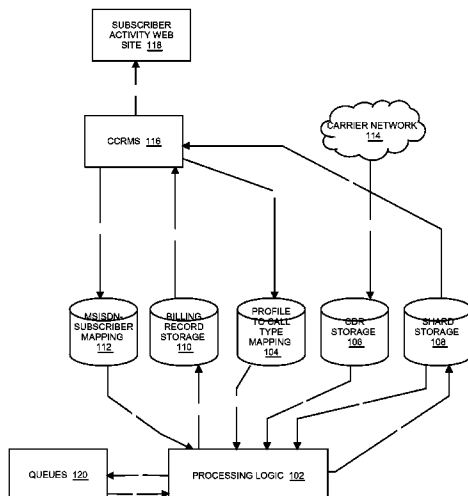 SUBSCRIBER
ACTIVITY WEB
SITE 118
CCRMS 116
CARRIER NETWORK
114
MSISDN-
SUBSCRIBER
MAPPING
112
BILLING
RECORD
STORAGE
110
PROFILE
TO CALL
TYPE
MAPPING
104
CDR
STORAGE
106
SHARD
STORAGE
108
QUEUES 120
PROCESSING LOGIC 102